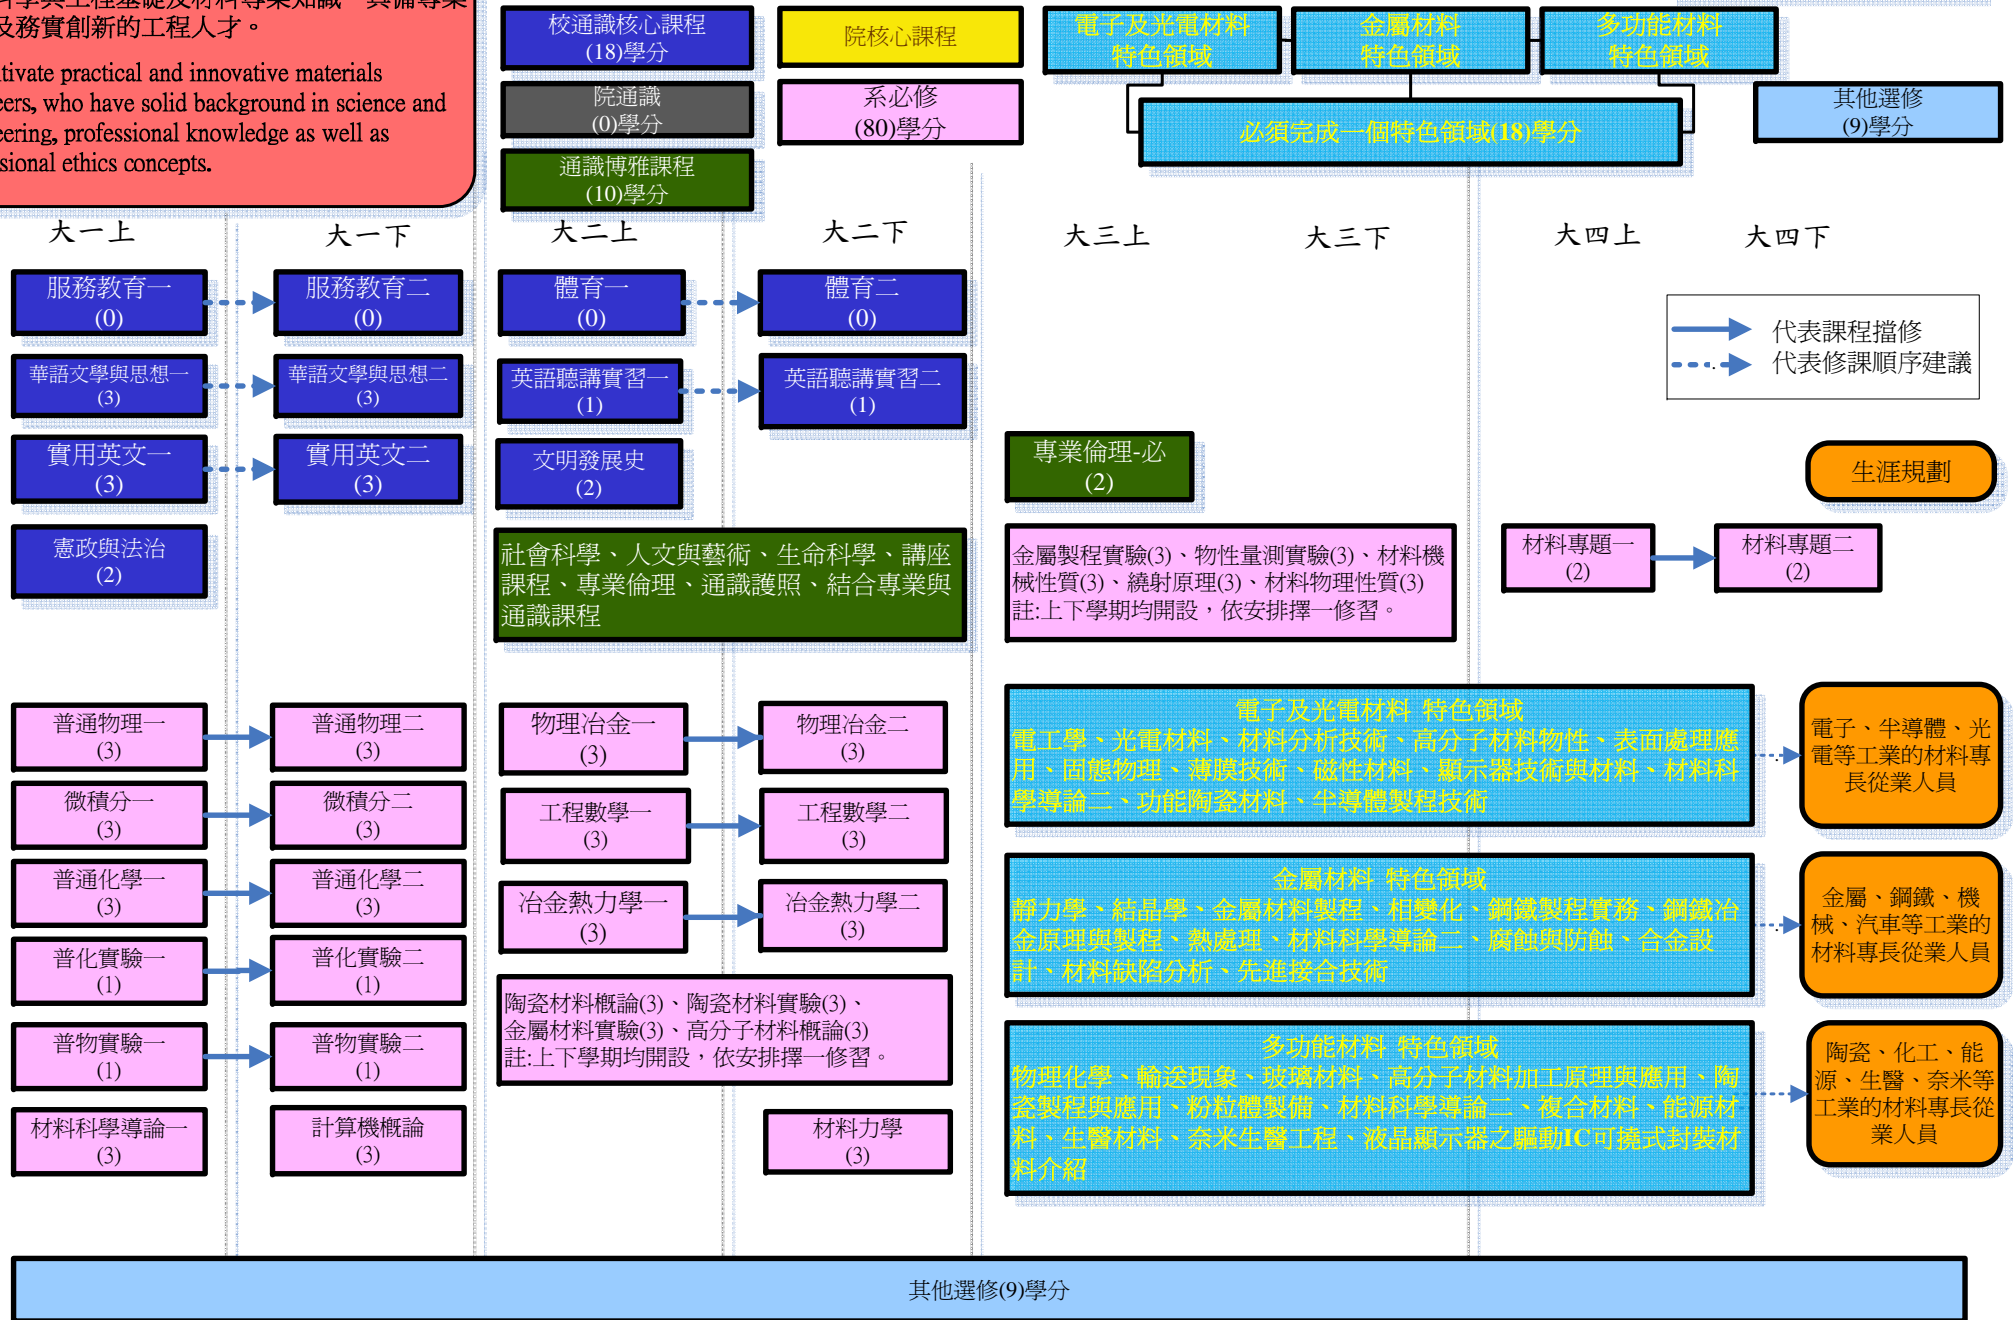 及務實創新的工程人才。
tivate practical and innovative materials
eers, who have solid background in science and
eering, professional knowledge as well as
sional ethics concepts.
校通識核心課程
(18)學分
院通識
(0)學分
通識博雅課程
(10)學分
院核心課程
系必修
(80)學分
電子及光電材料
特色領域
金屬材料
特色領域
多功能材料
特色領域
必須完成一個特色領域(18)學分
其他選修
(9)學分
大一上
大一下
大二上
大二下
大三上
大三下
大四上
大四下
服務教育一
(0)
服務教育二
(0)
體育一
(0)
體育二
(0)
代表課程擋修
代表修課順序建議
華語文學與思想一
(3)
華語文學與思想二
(3)
英語聽講實習一
(1)
英語聽講實習二
(1)
實用英文一
(3)
實用英文二
(3)
文明發展史
(2)
專業倫理-必
(2)
生涯規劃
憲政與法治
(2)
社會科學、人文與藝術、生命科學、講座
課程、專業倫理、通識護照、結合專業與
通識課程
金屬製程實驗(3)、物性量測實驗(3)、材料機
械性質(3)、繞射原理(3)、材料物理性質(3)
註:上下學期均開設，依安排擇一修習。
材料專題一
(2)
材料專題二
(2)
普通物理一
(3)
普通物理二
(3)
物理冶金一
(3)
物理冶金二
(3)
電子及光電材料 特色領域
電工學、光電材料、材料分析技術、高分子材料物性、表面處理應
用、固態物理、薄膜技術、磁性材料、顯示器技術與材料、材料科
學導論二、功能陶瓷材料、半導體製程技術
電子、半導體、光
電等工業的材料專
長從業人員
微積分一
(3)
微積分二
(3)
工程數學一
(3)
工程數學二
(3)
普通化學一
(3)
普通化學二
(3)
冶金熱力學一
(3)
冶金熱力學二
(3)
金屬材料 特色領域
靜力學、結晶學、金屬材料製程、相變化、鋼鐵製程實務、鋼鐵冶
金原理與製程、熱處理、材料科學導論二、腐蝕與防蝕、合金設
計、材料缺陷分析、先進接合技術
金屬、鋼鐵、機
械、汽車等工業的
材料專長從業人員
普化實驗一
(1)
普化實驗二
(1)
陶瓷材料概論(3)、陶瓷材料實驗(3)、
金屬材料實驗(3)、高分子材料概論(3)
註:上下學期均開設，依安排擇一修習。
普物實驗一
(1)
普物實驗二
(1)
多功能材料 特色領域
物理化學、輸送現象、玻璃材料、高分子材料加工原理與應用、陶
瓷製程與應用、粉粒體製備、材料科學導論二、複合材料、能源材
料、生醫材料、奈米生醫工程、液晶顯示器之驅動IC可撓式封裝材
料介紹
陶瓷、化工、能
源、生醫、奈米等
工業的材料專長從
業人員
材料科學導論一
(3)
計算機概論
(3)
材料力學
(3)
其他選修(9)學分